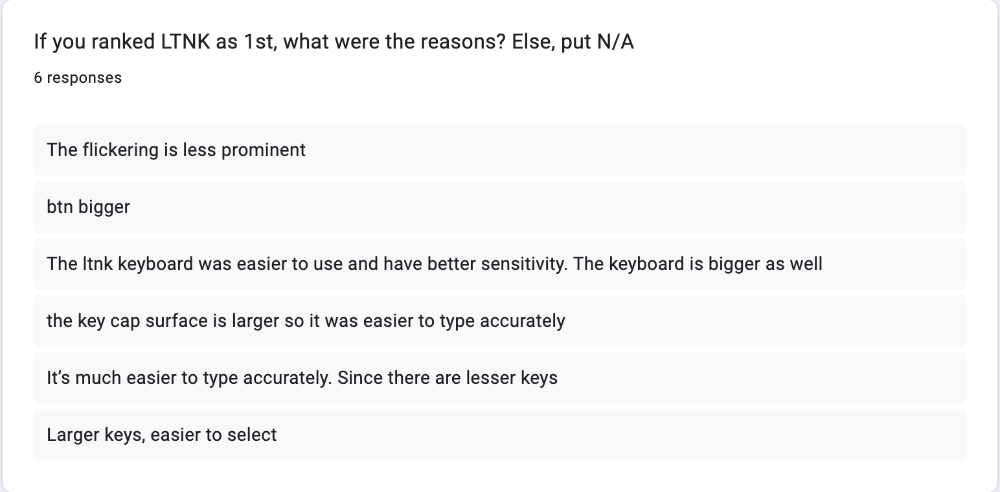 If you ranked LTNK as 1st, what were the reasons? Else, put N/A
6 responses
The flickering is less prominent
btn bigger
The ltnk keyboard was easier to use and have better sensitivity. The keyboard is bigger as well
the key cap surface is larger so it was easier to type accurately
It’s much easier to type accurately. Since there are lesser keys
Larger keys, easier to select